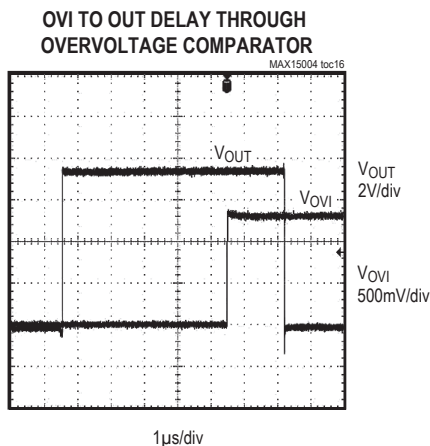 OVI TO OUT DELAY THROUGH
OVERVOLTAGE COMPARATOR
MAX15004 toc16
VOUT
VOVI
VOUT
2V/div
VOVI
500mV/div
1µs/div